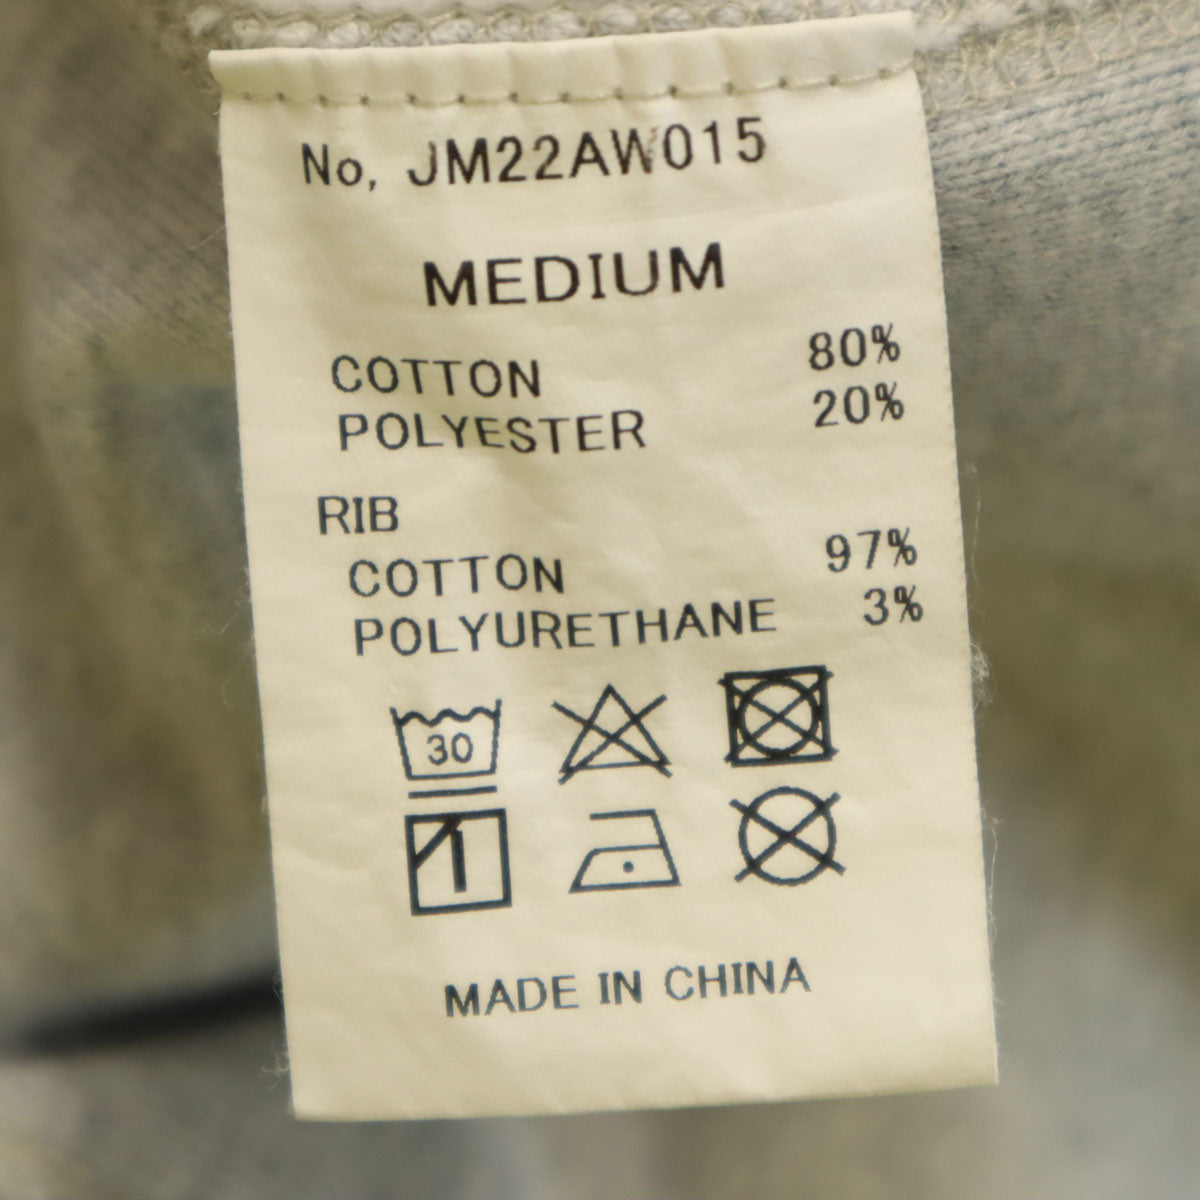 No, JM22AW015
MEDIUM
COTTON 80%
POLYESTER 20%
RIB
COTTON 97%
POLYURETHANE 3%
30
MADE IN CHINA